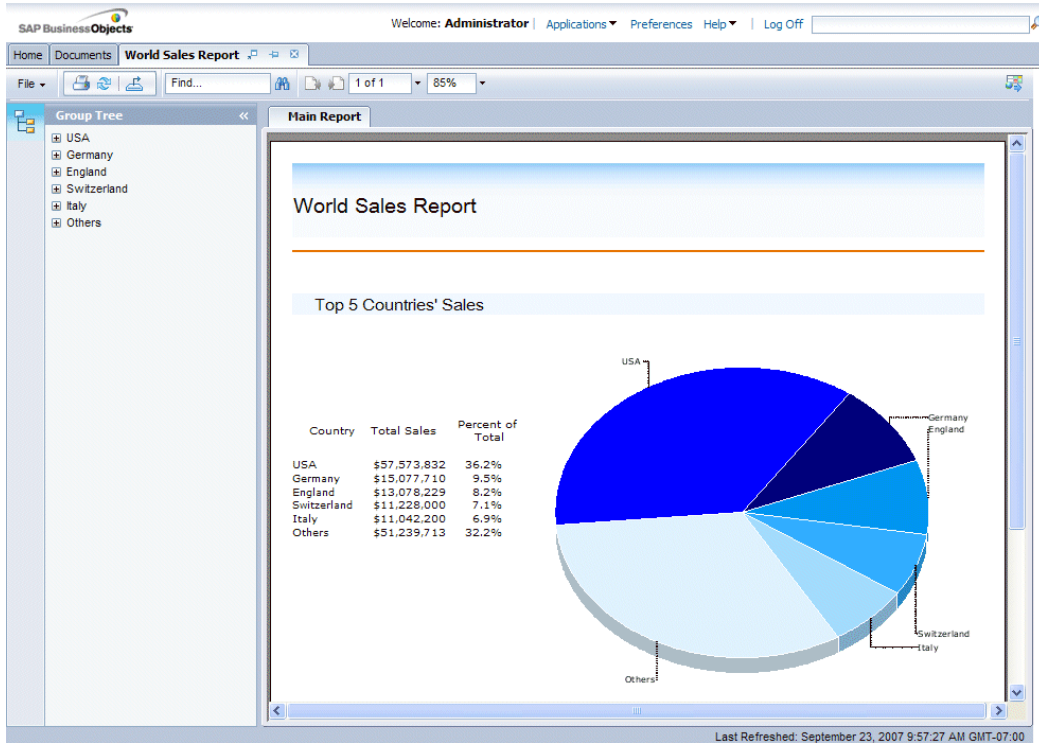 SAP BusinessObjects
Welcome: Administrator | Applications Preferences Help | Log Off
Home Documents World Sales Report
File Find... 1 of 1 85%
Group Tree «
USA
Germany
England
Switzerland
Italy
Others
Main Report
World Sales Report
Top 5 Countries' Sales
Country Total Sales Percent of Total
USA $57,573,832 36.2%
Germany $15,077,710 9.5%
England $13,078,229 8.2%
Switzerland $11,228,000 7.1%
Italy $11,042,200 6.9%
Others $51,239,713 32.2%
USA
Germany
England
Switzerland
Italy
Others
Last Refreshed: September 23, 2007 9:57:27 AM GMT-07:00